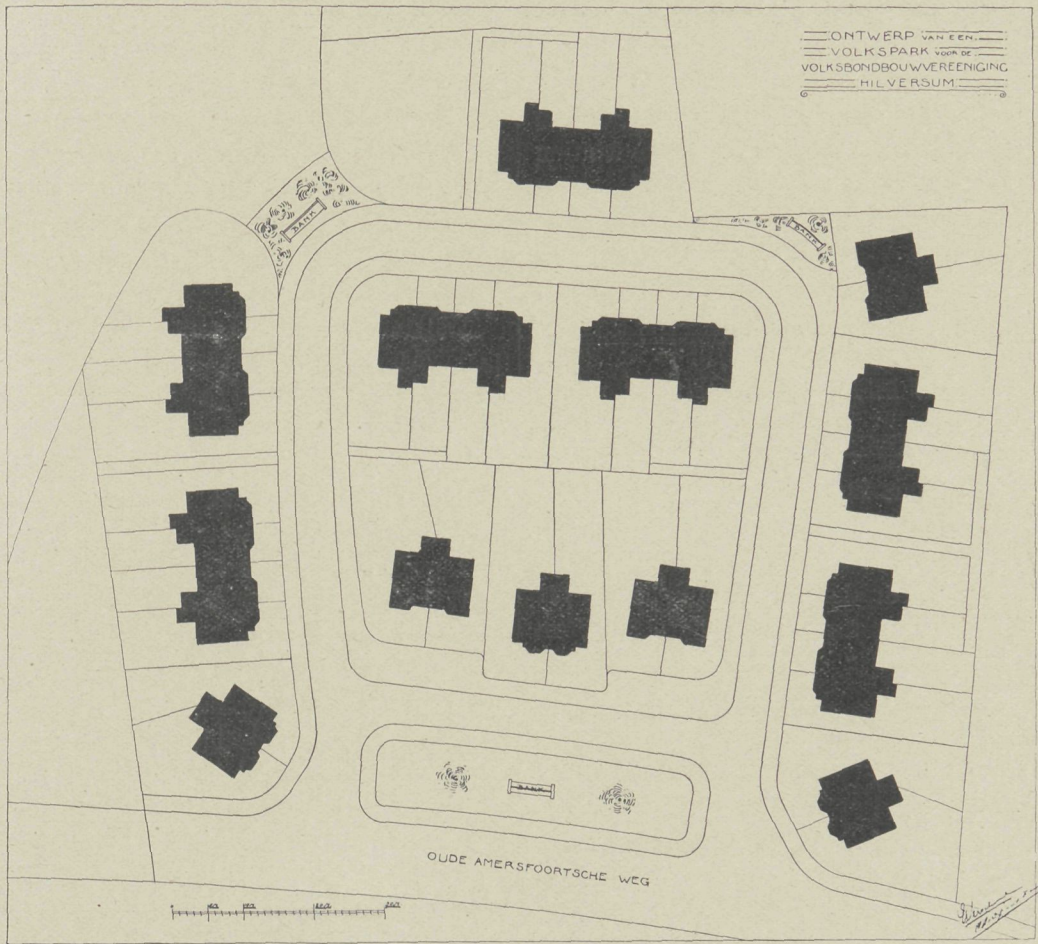 ONTWERP VAN EEN
VOLKSPARK VOOR DE
VOLKSBONDBOUWVEREENIGING
HILVERSUM
BANK
BANK
BANK
OUDE AMERSFOORTSCHE WEG